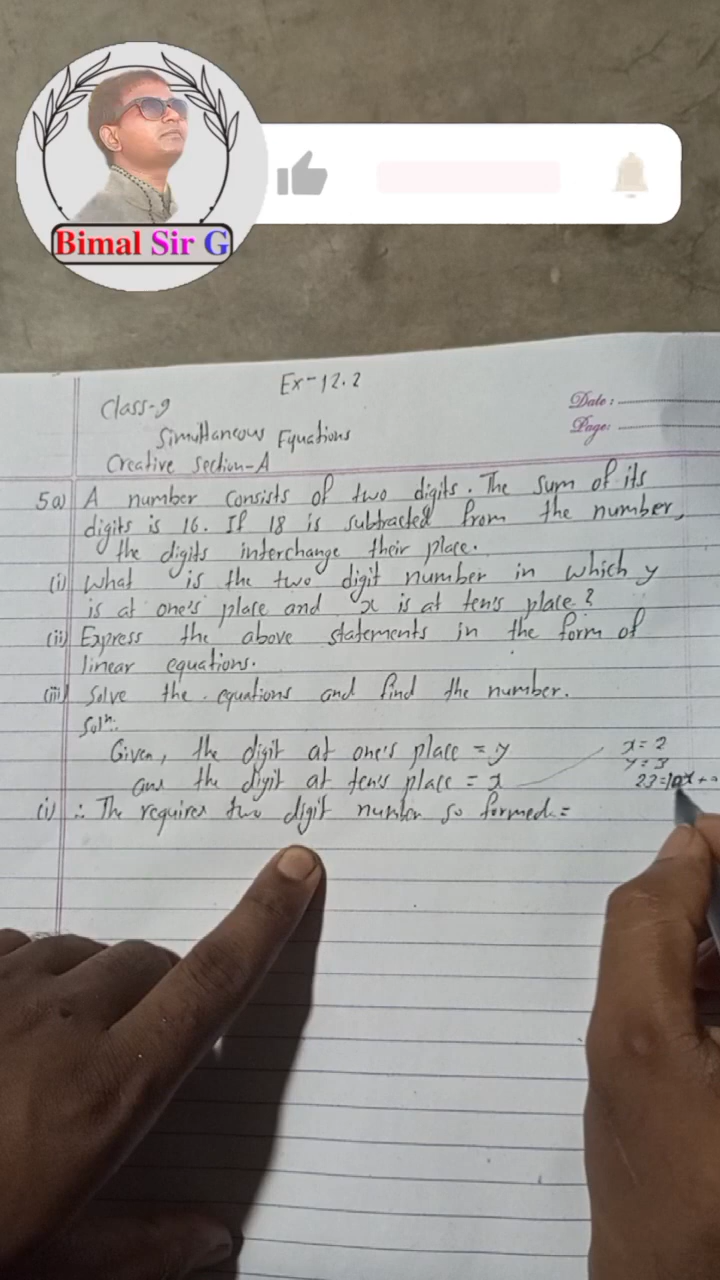 Bimal Sir G
Ex-12.2
Class-9
Date:
Simultaneous Equations
Page:
Creative Section-A
5a) A number consists of two digits. The sum of its
digits is 16. If 18 is subtracted from the number,
the digits interchange their place.
(i) What is the two digit number in which y
is at one's place and x is at ten's place?
(ii) Express the above statements in the form of
linear equations.
(iii) Solve the equations and find the number.
Solⁿ:
Given, the digit at one's place = y
and the digit at ten's place = x
x = 2
y = 3
23 = 10x +
(i) ∴ The required two digit number so formed =